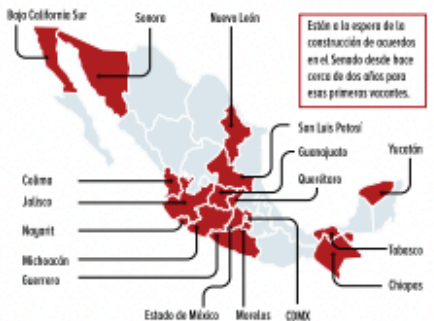 Baja California Sur
Sonora
Nuevo León
Están a la espera de la
construcción de acuerdos
en el Senado desde hace
cerca de dos años para
esas primeras vacantes.
San Luis Potosí
Guanajuato
Yucatán
Querétaro
Colima
Jalisco
Nayarit
Michoacán
Guerrero
Tabasco
Chiapas
Estado de México
Morelos
CDMX